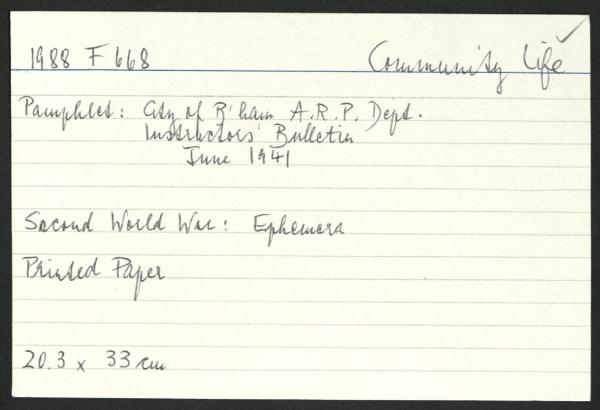 1988 F 668 Community Life
Pamphlet: City of B'ham A.R.P. Dept.
Instructors' Bulletin
June 1941
Second World War: Ephemera
Printed Paper
20.3 x 33 cm